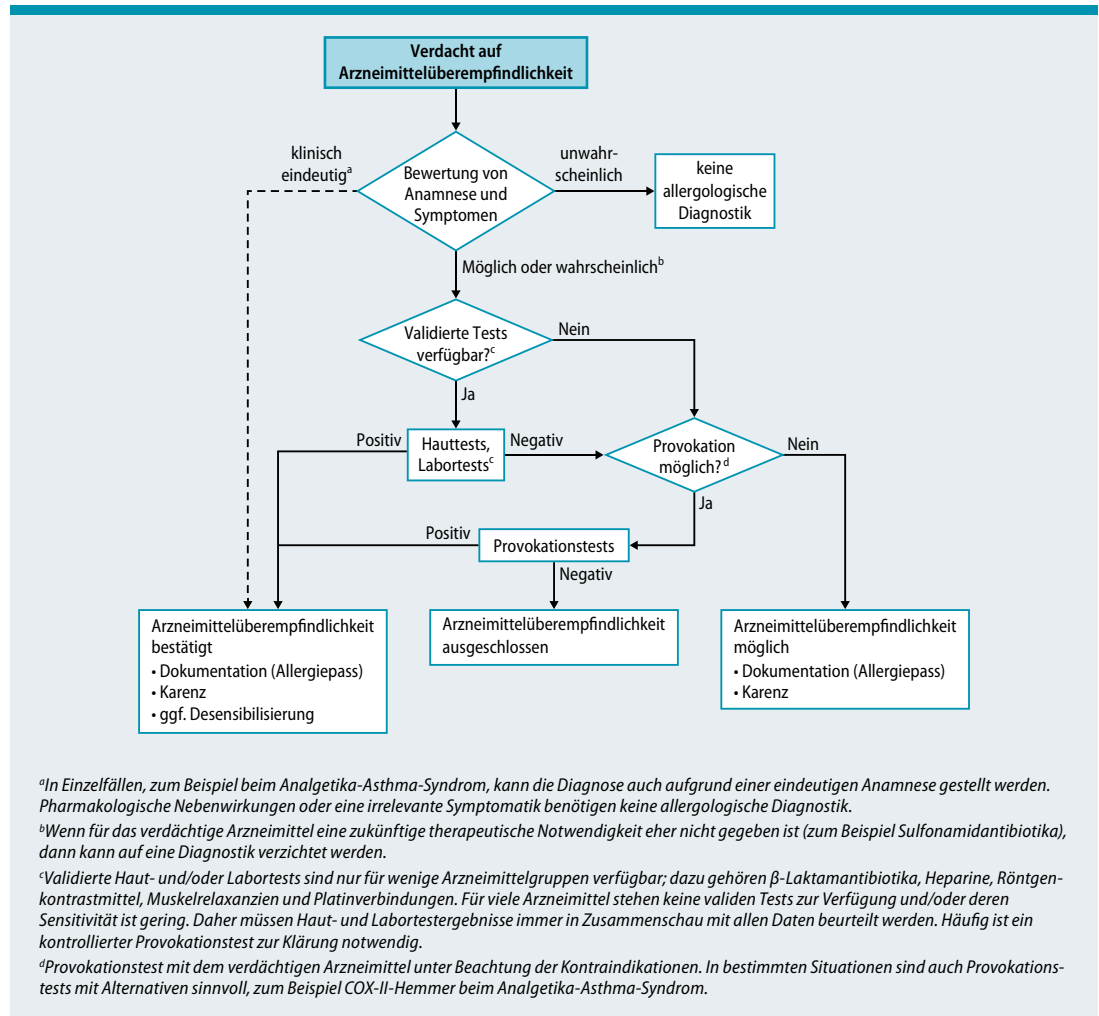 Verdacht auf
Arzneimittelüberempfindlichkeit
klinisch
eindeutigᵃ
Bewertung von
Anamnese und
Symptomen
unwahr-
scheinlich
keine
allergologische
Diagnostik
Möglich oder wahrscheinlichᵇ
Validierte Tests
verfügbar?ᶜ
Nein
Ja
Positiv
Hauttests,
Labortestsᶜ
Negativ
Provokation
möglich?ᵈ
Nein
Ja
Positiv
Provokationstests
Negativ
Arzneimittelüberempfindlichkeit
bestätigt
• Dokumentation (Allergiepass)
• Karenz
• ggf. Desensibilisierung
Arzneimittelüberempfindlichkeit
ausgeschlossen
Arzneimittelüberempfindlichkeit
möglich
• Dokumentation (Allergiepass)
• Karenz
ᵃIn Einzelfällen, zum Beispiel beim Analgetika-Asthma-Syndrom, kann die Diagnose auch aufgrund einer eindeutigen Anamnese gestellt werden.
Pharmakologische Nebenwirkungen oder eine irrelevante Symptomatik benötigen keine allergologische Diagnostik.
ᵇWenn für das verdächtige Arzneimittel eine zukünftige therapeutische Notwendigkeit eher nicht gegeben ist (zum Beispiel Sulfonamidantibiotika),
dann kann auf eine Diagnostik verzichtet werden.
ᶜValidierte Haut- und/oder Labortests sind nur für wenige Arzneimittelgruppen verfügbar; dazu gehören β-Laktamantibiotika, Heparine, Röntgen-
kontrastmittel, Muskelrelaxanzien und Platinverbindungen. Für viele Arzneimittel stehen keine validen Tests zur Verfügung und/oder deren
Sensitivität ist gering. Daher müssen Haut- und Labortestergebnisse immer in Zusammenschau mit allen Daten beurteilt werden. Häufig ist ein
kontrollierter Provokationstest zur Klärung notwendig.
ᵈProvokationstest mit dem verdächtigen Arzneimittel unter Beachtung der Kontraindikationen. In bestimmten Situationen sind auch Provokations-
tests mit Alternativen sinnvoll, zum Beispiel COX-II-Hemmer beim Analgetika-Asthma-Syndrom.